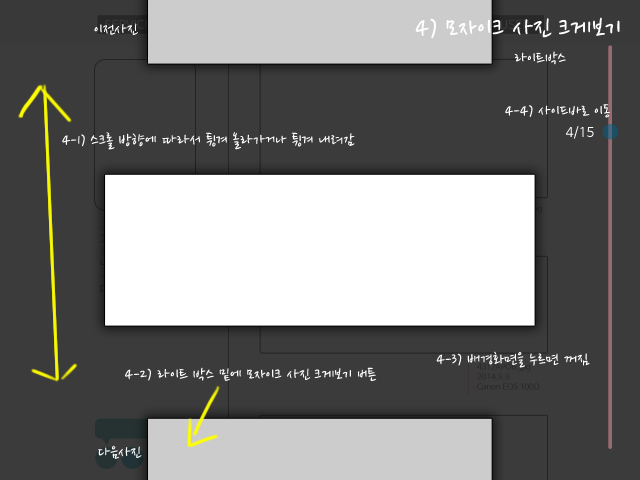 이전사진
4) 모자이크 사진 크게보기
라이트박스
4-4) 사이드바로 이동
4/15
4-1) 스크롤 방향에 따라서 튕겨 올라가거나 튕겨 내려감
4-3) 배경화면을 누르면 꺼짐
4-2) 라이트 박스 밑에 모자이크 사진 크게보기 버튼
2014.5.9
Canon EOS 100D
다음사진